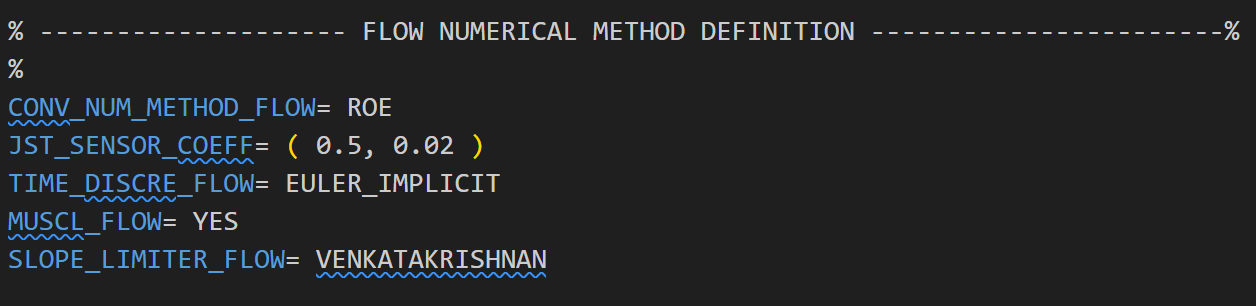 % -------------------- FLOW NUMERICAL METHOD DEFINITION -----------------------%
%
CONV_NUM_METHOD_FLOW= ROE
JST_SENSOR_COEFF= ( 0.5, 0.02 )
TIME_DISCRE_FLOW= EULER_IMPLICIT
MUSCL_FLOW= YES
SLOPE_LIMITER_FLOW= VENKATAKRISHNAN